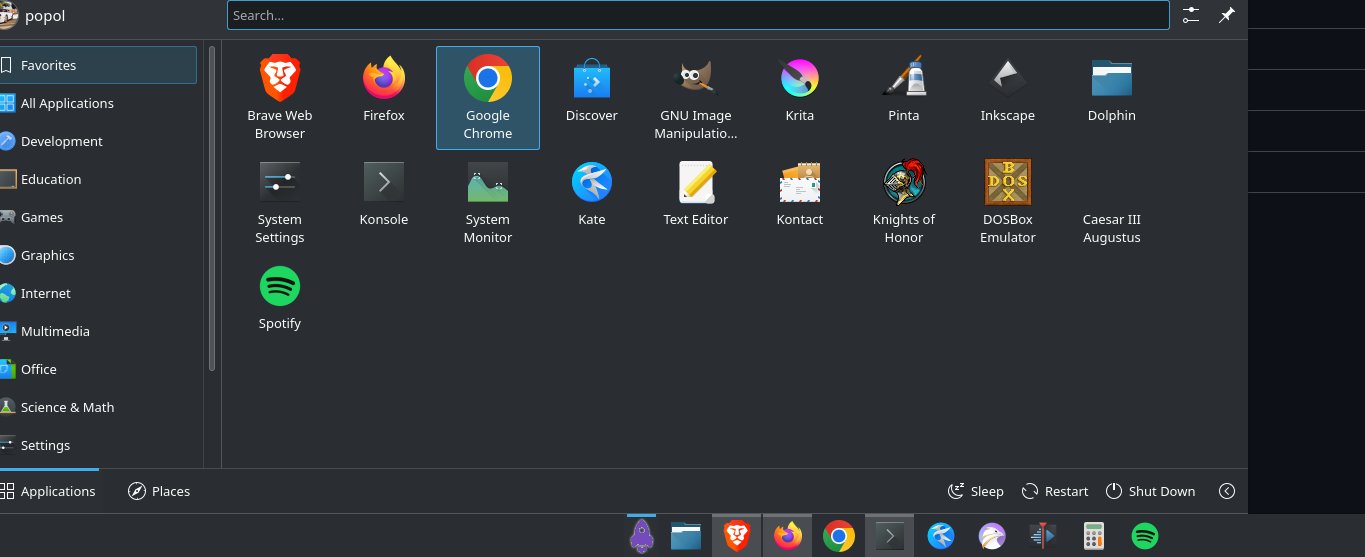 popol
Search...
Favorites
All Applications
Development
Education
Games
Graphics
Internet
Multimedia
Office
Science & Math
Settings
Brave Web
Browser
Firefox
Google
Chrome
Discover
GNU Image
Manipulatio...
Krita
Pinta
Inkscape
Dolphin
System
Settings
Konsole
System
Monitor
Kate
Text Editor
Kontact
Knights of
Honor
BOX
DOS
DOSBox
Emulator
Caesar III
Augustus
Spotify
Applications
Places
Sleep
Restart
Shut Down